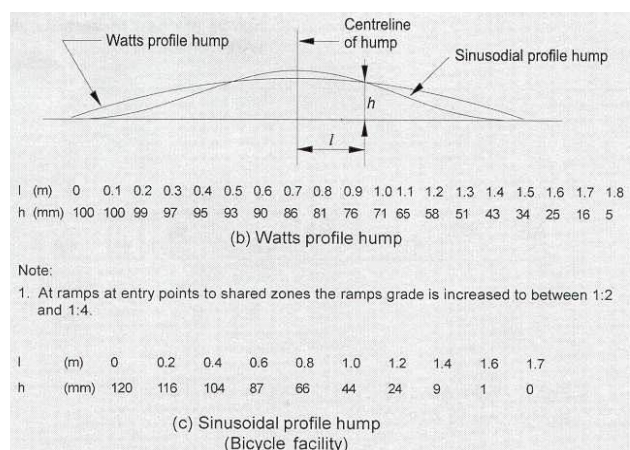 Centreline
of hump
Watts profile hump
Sinusodial profile hump
h
l
l (m) 0 0.1 0.2 0.3 0.4 0.5 0.6 0.7 0.8 0.9 1.0 1.1 1.2 1.3 1.4 1.5 1.6 1.7 1.8
h (mm) 100 100 99 97 95 93 90 86 81 76 71 65 58 51 43 34 25 16 5
(b) Watts profile hump
Note:
1. At ramps at entry points to shared zones the ramps grade is increased to between 1:2
and 1:4.
l (m) 0 0.2 0.4 0.6 0.8 1.0 1.2 1.4 1.6 1.7
h (mm) 120 116 104 87 66 44 24 9 1 0
(c) Sinusoidal profile hump
(Bicycle facility)